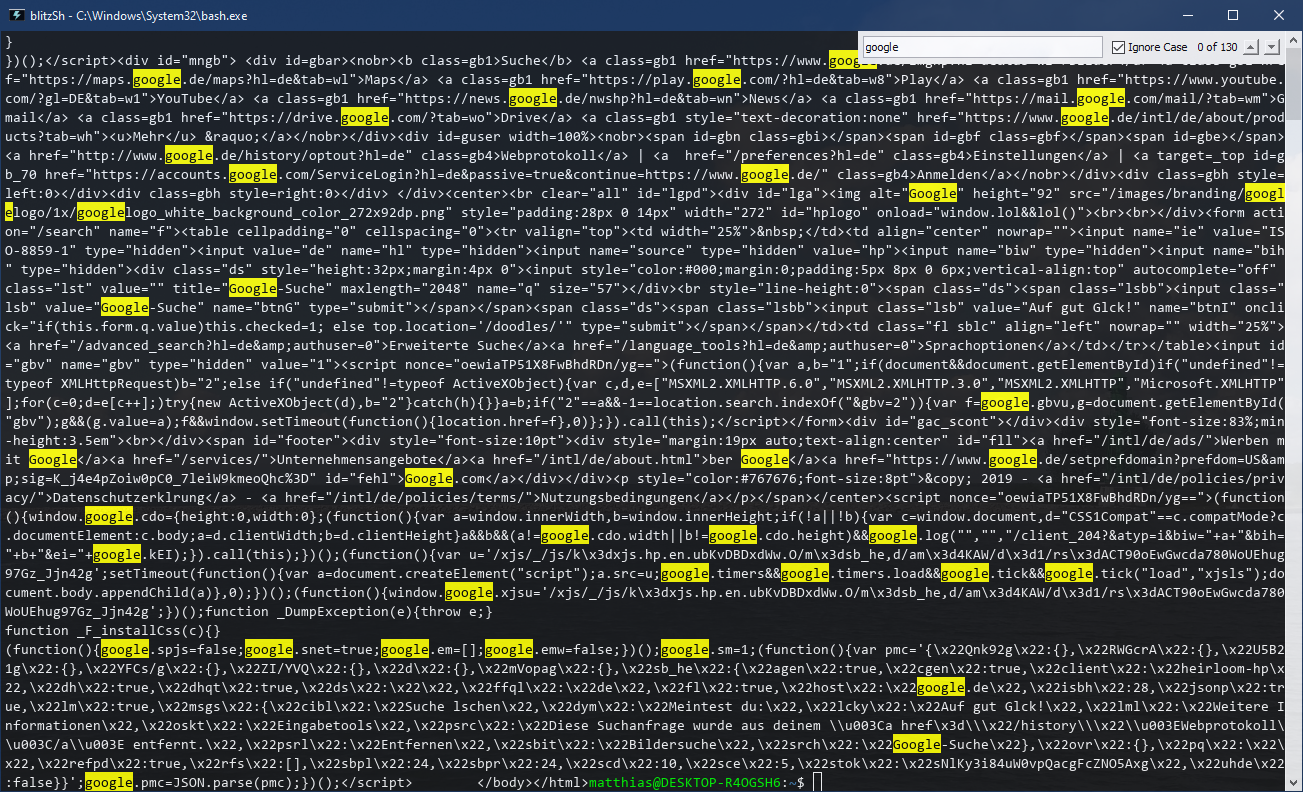 blitzSh - C:\Windows\System32\bash.exe
google
Ignore Case
0 of 130
}
})();</script><div id="mngb"> <div id=gbar><nobr><b class=gb1>Suche</b> <a class=gb1 href="https://www.goog
f="https://maps.google.de/maps?hl=de&tab=wl">Maps</a> <a class=gb1 href="https://play.google.com/?hl=de&tab=w8">Play</a> <a class=gb1 href="https://www.youtube.
com/?gl=DE&tab=w1">YouTube</a> <a class=gb1 href="https://news.google.de/nwshp?hl=de&tab=wn">News</a> <a class=gb1 href="https://mail.google.com/mail/?tab=wm">G
mail</a> <a class=gb1 href="https://drive.google.com/?tab=wo">Drive</a> <a class=gb1 style="text-decoration:none" href="https://www.google.de/intl/de/about/prod
ucts?tab=wh"><u>Mehr</u> &raquo;</a></nobr></div><div id=guser width=100%><nobr><span id=gbn class=gbi></span><span id=gbf class=gbf></span><span id=gbe></span>
<a href="http://www.google.de/history/optout?hl=de" class=gb4>Webprotokoll</a> | <a  href="/preferences?hl=de" class=gb4>Einstellungen</a> | <a target=_top id=g
b_70 href="https://accounts.google.com/ServiceLogin?hl=de&passive=true&continue=https://www.google.de/" class=gb4>Anmelden</a></nobr></div><div class=gbh style=
left:0></div><div class=gbh style=right:0></div> </div><center><br clear="all" id="lgpd"><div id="lga"><img alt="Google" height="92" src="/images/branding/googl
elogo/1x/googlelogo_white_background_color_272x92dp.png" style="padding:28px 0 14px" width="272" id="hplogo" onload="window.lol&&lol()"><br><br></div><form acti
on="/search" name="f"><table cellpadding="0" cellspacing="0"><tr valign="top"><td width="25%">&nbsp;</td><td align="center" nowrap=""><input name="ie" value="IS
O-8859-1" type="hidden"><input value="de" name="hl" type="hidden"><input name="source" type="hidden" value="hp"><input name="biw" type="hidden"><input name="bih
" type="hidden"><div class="ds" style="height:32px;margin:4px 0"><input style="color:#000;margin:0;padding:5px 8px 0 6px;vertical-align:top" autocomplete="off"
class="lst" value="" title="Google-Suche" maxlength="2048" name="q" size="57"></div><br style="line-height:0"><span class="ds"><span class="lsbb"><input class="
lsb" value="Google-Suche" name="btnG" type="submit"></span></span><span class="ds"><span class="lsbb"><input class="lsb" value="Auf gut Glck!" name="btnI" onclic
k="if(this.form.q.value)this.checked=1; else top.location='/doodles/'" type="submit"></span></span></td><td class="fl sblc" align="left" nowrap="" width="25%">
<a href="/advanced_search?hl=de&amp;authuser=0">Erweiterte Suche</a><a href="/language_tools?hl=de&amp;authuser=0">Sprachoptionen</a></td></tr></table><input id
="gbv" name="gbv" type="hidden" value="1"><script nonce="oewiaTP51X8FwBhdRDn/yg==">(function(){var a,b="1";if(document&&document.getElementById)if("undefined"!=
typeof XMLHttpRequest)b="2";else if("undefined"!=typeof ActiveXObject){var c,d,e=["MSXML2.XMLHTTP.6.0","MSXML2.XMLHTTP.3.0","MSXML2.XMLHTTP","Microsoft.XMLHTTP"
];for(c=0;d=e[c++];)try{new ActiveXObject(d),b="2"}catch(h){}}a=b;if("2"==a&&-1==location.search.indexOf("&gbv=2")){var f=google.gbvu,g=document.getElementById(
"gbv");g&&(g.value=a);f&&window.setTimeout(function(){location.href=f},0)};}).call(this);</script></form><div id="gac_scont"></div><div style="font-size:83%;min
-height:3.5em"><br></div><span id="footer"><div style="font-size:10pt"><div style="margin:19px auto;text-align:center" id="fll"><a href="/intl/de/ads/">Werben m
it Google</a><a href="/services/">Unternehmensangebote</a><a href="/intl/de/about.html">ber Google</a><a href="https://www.google.de/setprefdomain?prefdom=US&am
p;sig=K_j4e4pZoiw0pC0_7leiW9kmeoQhc%3D" id="fehl">Google.com</a></div></div><p style="color:#767676;font-size:8pt">&copy; 2019 - <a href="/intl/de/policies/priv
acy/">Datenschutzerklrung</a> - <a href="/intl/de/policies/terms/">Nutzungsbedingungen</a></p></span></center><script nonce="oewiaTP51X8FwBhdRDn/yg==">(function
(){window.google.cdo={height:0,width:0};(function(){var a=window.innerWidth,b=window.innerHeight;if(!a||!b){var c=window.document,d="CSS1Compat"==c.compatMode?c
.documentElement:c.body;a=d.clientWidth;b=d.clientHeight}a&&b&&(a!=google.cdo.width||b!=google.cdo.height)&&google.log("","","/client_204?&atyp=i&biw="+a+"&bih=
"+b+"&ei="+google.kEI);}).call(this);})();(function(){var u='/xjs/_/js/k\x3dxjs.hp.en.ubKvDBDxdWw.O/m\x3dsb_he,d/am\x3d4KAW/d\x3d1/rs\x3dACT90oEwGwcda780WoUEhug
97Gz_Jjn42g';setTimeout(function(){var a=document.createElement("script");a.src=u;google.timers&&google.timers.load&&google.tick&&google.tick("load","xjsls");do
cument.body.appendChild(a)},0);})();(function(){window.google.xjsu='/xjs/_/js/k\x3dxjs.hp.en.ubKvDBDxdWw.O/m\x3dsb_he,d/am\x3d4KAW/d\x3d1/rs\x3dACT90oEwGwcda780
WoUEhug97Gz_Jjn42g';})();function _DumpException(e){throw e;}
function _F_installCss(c){}
(function(){google.spjs=false;google.snet=true;google.em=[];google.emw=false;})();google.sm=1;(function(){var pmc='{\x22Qnk92g\x22:{},\x22RWGcrA\x22:{},\x22U5B2
1g\x22:{},\x22YFCs/g\x22:{},\x22ZI/YVQ\x22:{},\x22d\x22:{},\x22mVopag\x22:{},\x22sb_he\x22:{\x22agen\x22:true,\x22cgen\x22:true,\x22client\x22:\x22heirloom-hp\x
22,\x22dh\x22:true,\x22dhqt\x22:true,\x22ds\x22:\x22\x22,\x22ffql\x22:\x22de\x22,\x22fl\x22:true,\x22host\x22:\x22google.de\x22,\x22isbh\x22:28,\x22jsonp\x22:tr
ue,\x22lm\x22:true,\x22msgs\x22:{\x22cibl\x22:\x22Suche lschen\x22,\x22dym\x22:\x22Meintest du:\x22,\x22lcky\x22:\x22Auf gut Glck!\x22,\x22lml\x22:\x22Weitere I
nformationen\x22,\x22oskt\x22:\x22Eingabetools\x22,\x22psrc\x22:\x22Diese Suchanfrage wurde aus deinem \\u003Ca href\x3d\\\x22/history\\\x22\\u003EWebprotokoll\
\u003C/a\\u003E entfernt.\x22,\x22psrl\x22:\x22Entfernen\x22,\x22sbit\x22:\x22Bildersuche\x22,\x22srch\x22:\x22Google-Suche\x22},\x22ovr\x22:{},\x22pq\x22:\x22\
x22,\x22refpd\x22:true,\x22rfs\x22:[],\x22sbpl\x22:24,\x22sbpr\x22:24,\x22scd\x22:10,\x22sce\x22:5,\x22stok\x22:\x22sNlKy3i84uW0vpQacgFcZNO5Axg\x22,\x22uhde\x22
:false}}';google.pmc=JSON.parse(pmc);})();</script>        </body></html>matthias@DESKTOP-R4OGSH6:~$